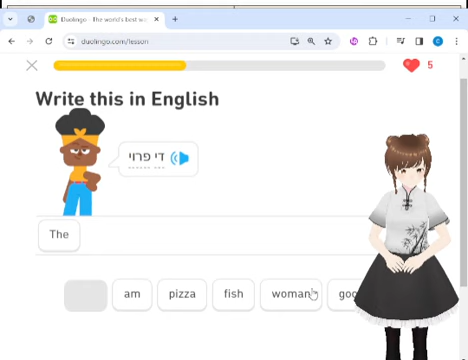 Duolingo - The world's best
duolingo.com/lesson
5
Write this in English
די פרוי
The
am pizza fish woman